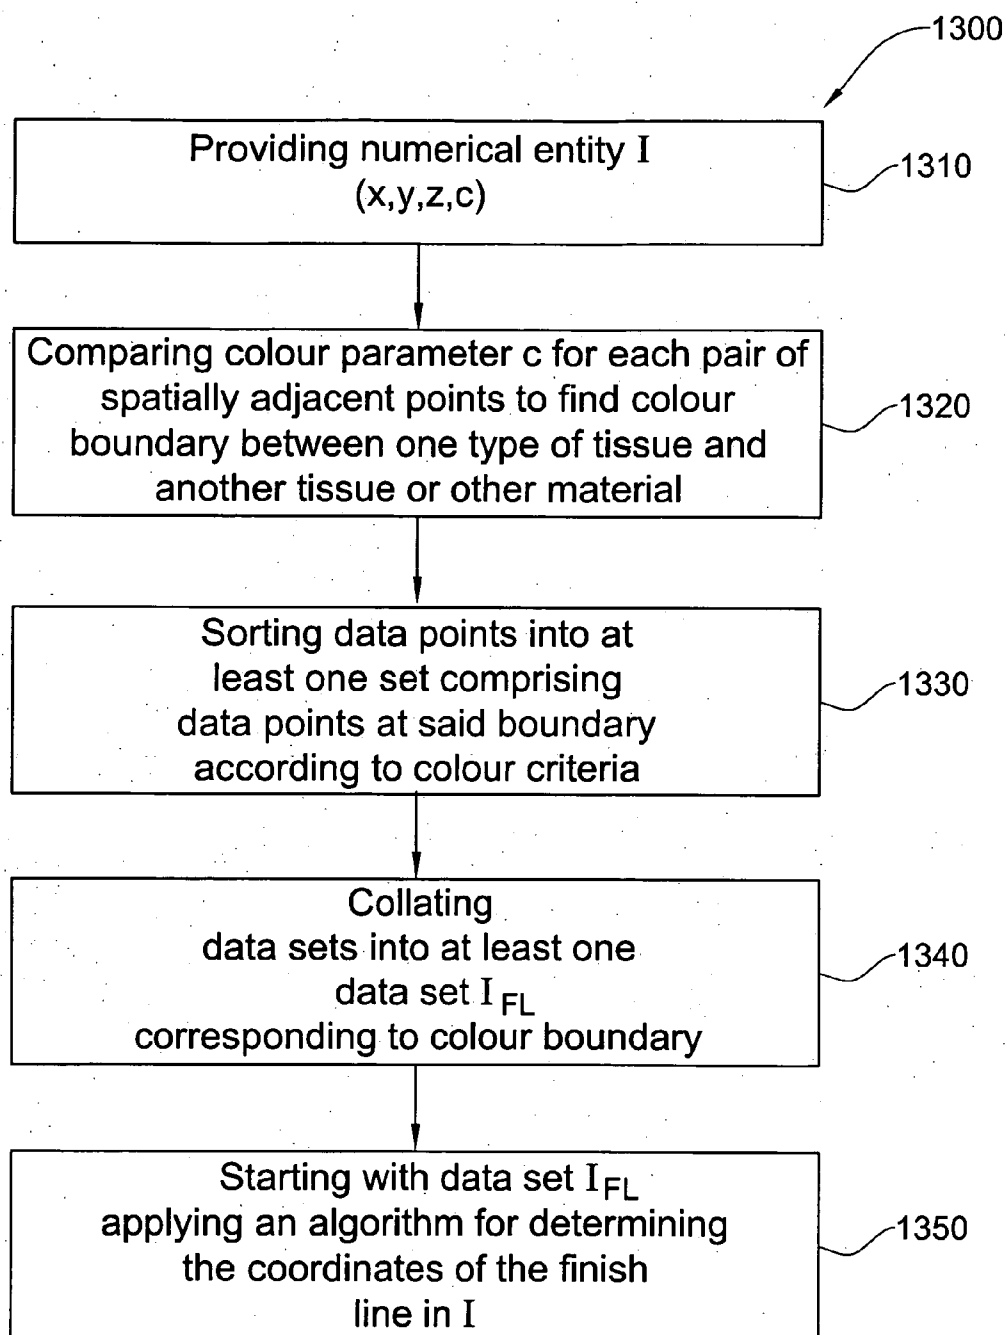 1300
Providing numerical entity I
(x,y,z,c)
1310
Comparing colour parameter c for each pair of
spatially adjacent points to find colour
boundary between one type of tissue and
another tissue or other material
1320
Sorting data points into at
least one set comprising
data points at said boundary
according to colour criteria
1330
Collating
data sets into at least one
data set I FL
corresponding to colour boundary
1340
Starting with data set I FL
applying an algorithm for determining
the coordinates of the finish
line in I
1350